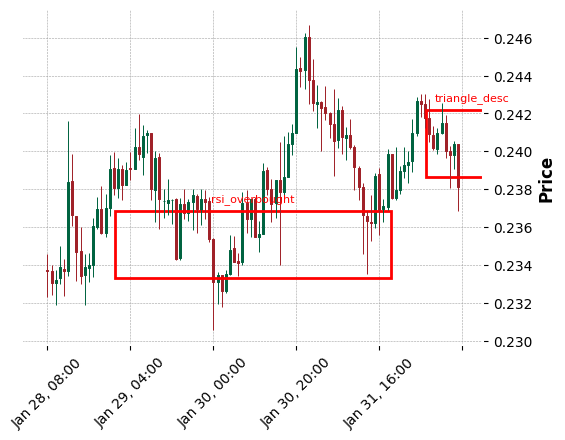 0.246
0.244
triangle_desc
0.242
0.240
0.238
rsi_overbought
0.236
0.234
0.232
0.230
Price
Jan 28, 08:00
Jan 29, 04:00
Jan 30, 00:00
Jan 30, 20:00
Jan 31, 16:00